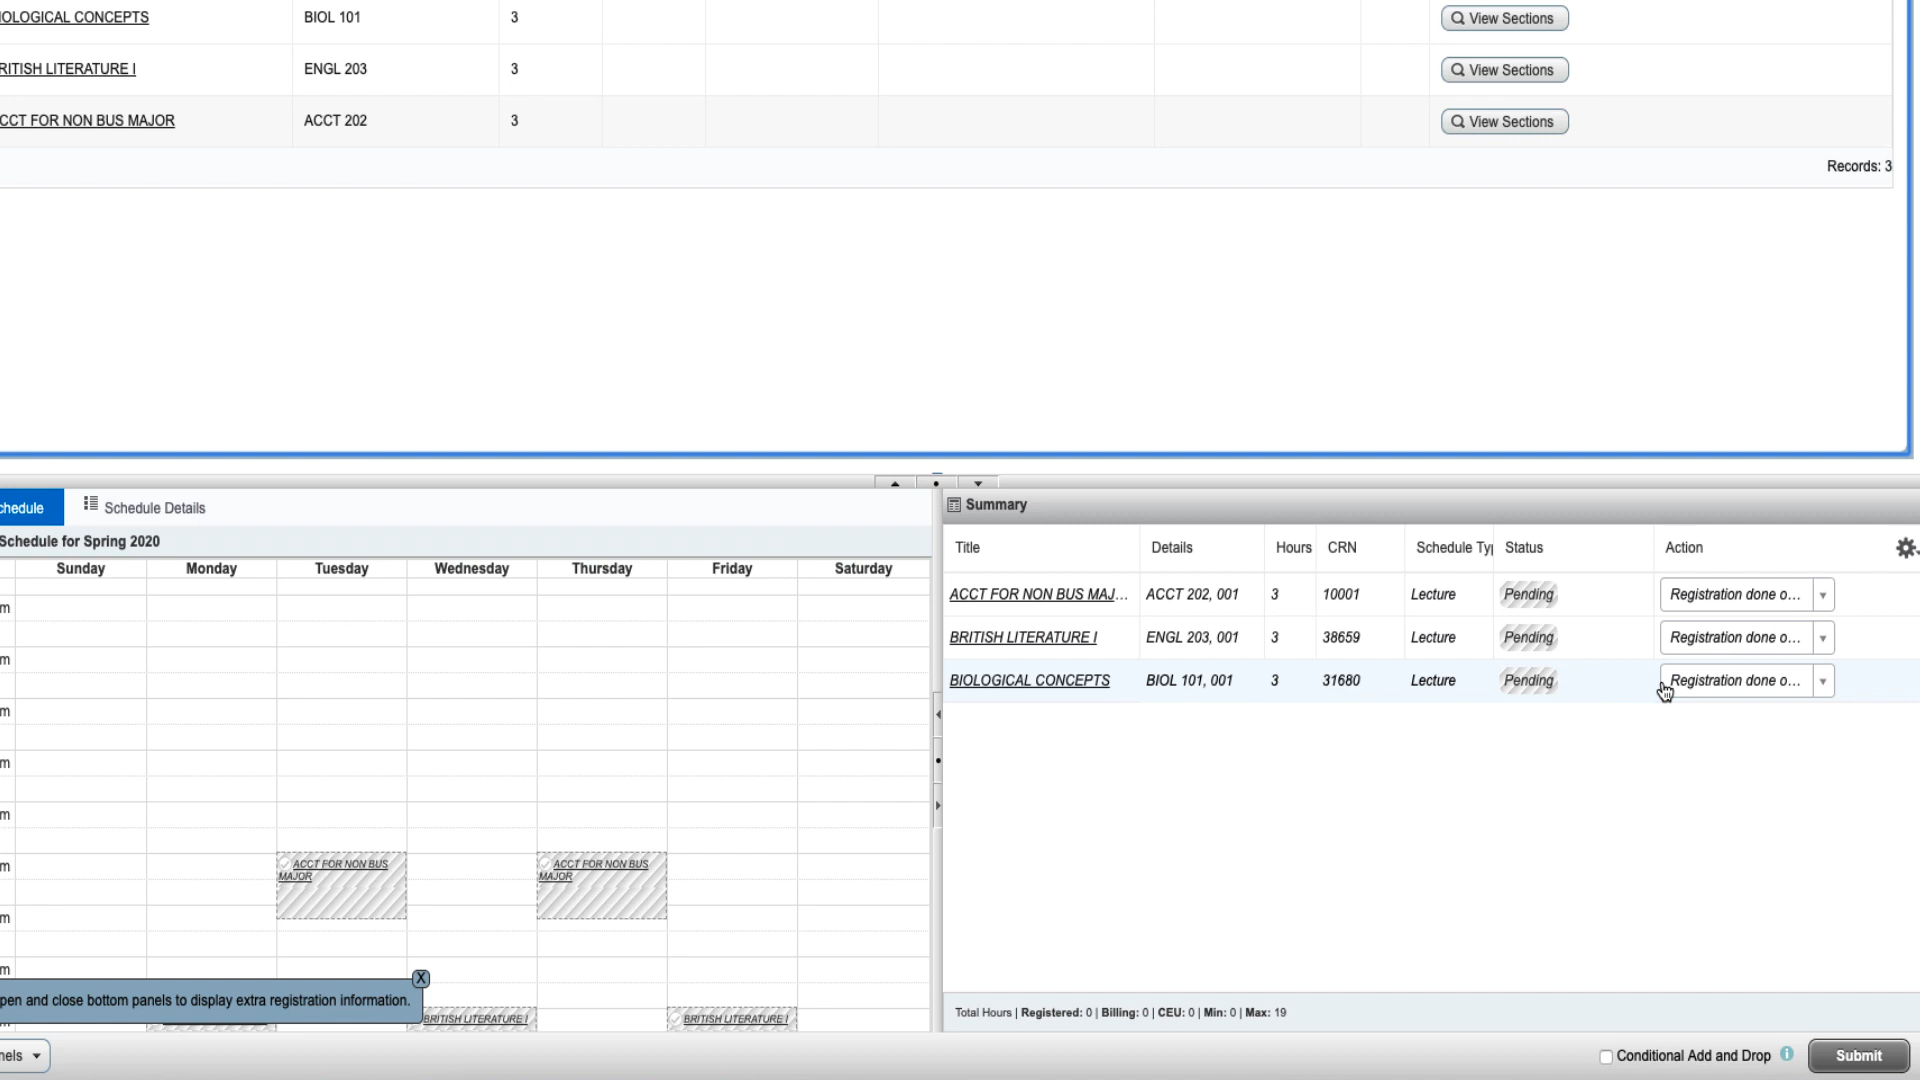 IOLOGICAL CONCEPTS BIOL 101 3 View Sections
RITISH LITERATURE I ENGL 203 3 View Sections
CCT FOR NON BUS MAJOR ACCT 202 3 View Sections
Records: 3
chedule Schedule Details
Schedule for Spring 2020
Sunday Monday Tuesday Wednesday Thursday Friday Saturday
m
m
m
m
m
m
m
m
ACCT FOR NON BUS
MAJOR
ACCT FOR NON BUS
MAJOR
X
pen and close bottom panels to display extra registration information.
BRITISH LITERATURE I
BRITISH LITERATURE I
nels
Summary
Title Details Hours CRN Schedule Typ Status Action
ACCT FOR NON BUS MAJ... ACCT 202, 001 3 10001 Lecture Pending Registration done o...
BRITISH LITERATURE I ENGL 203, 001 3 38659 Lecture Pending Registration done o...
BIOLOGICAL CONCEPTS BIOL 101, 001 3 31680 Lecture Pending Registration done o...
Total Hours | Registered: 0 | Billing: 0 | CEU: 0 | Min: 0 | Max: 19
Conditional Add and Drop i Submit